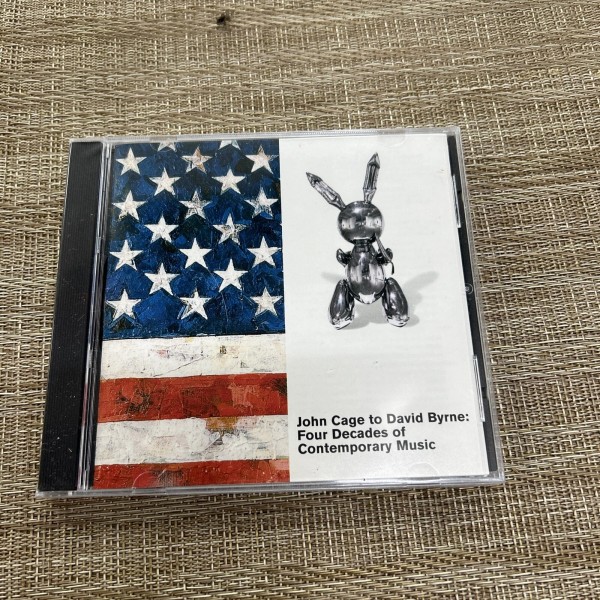 John Cage to David Byrne:
Four Decades of
Contemporary Music